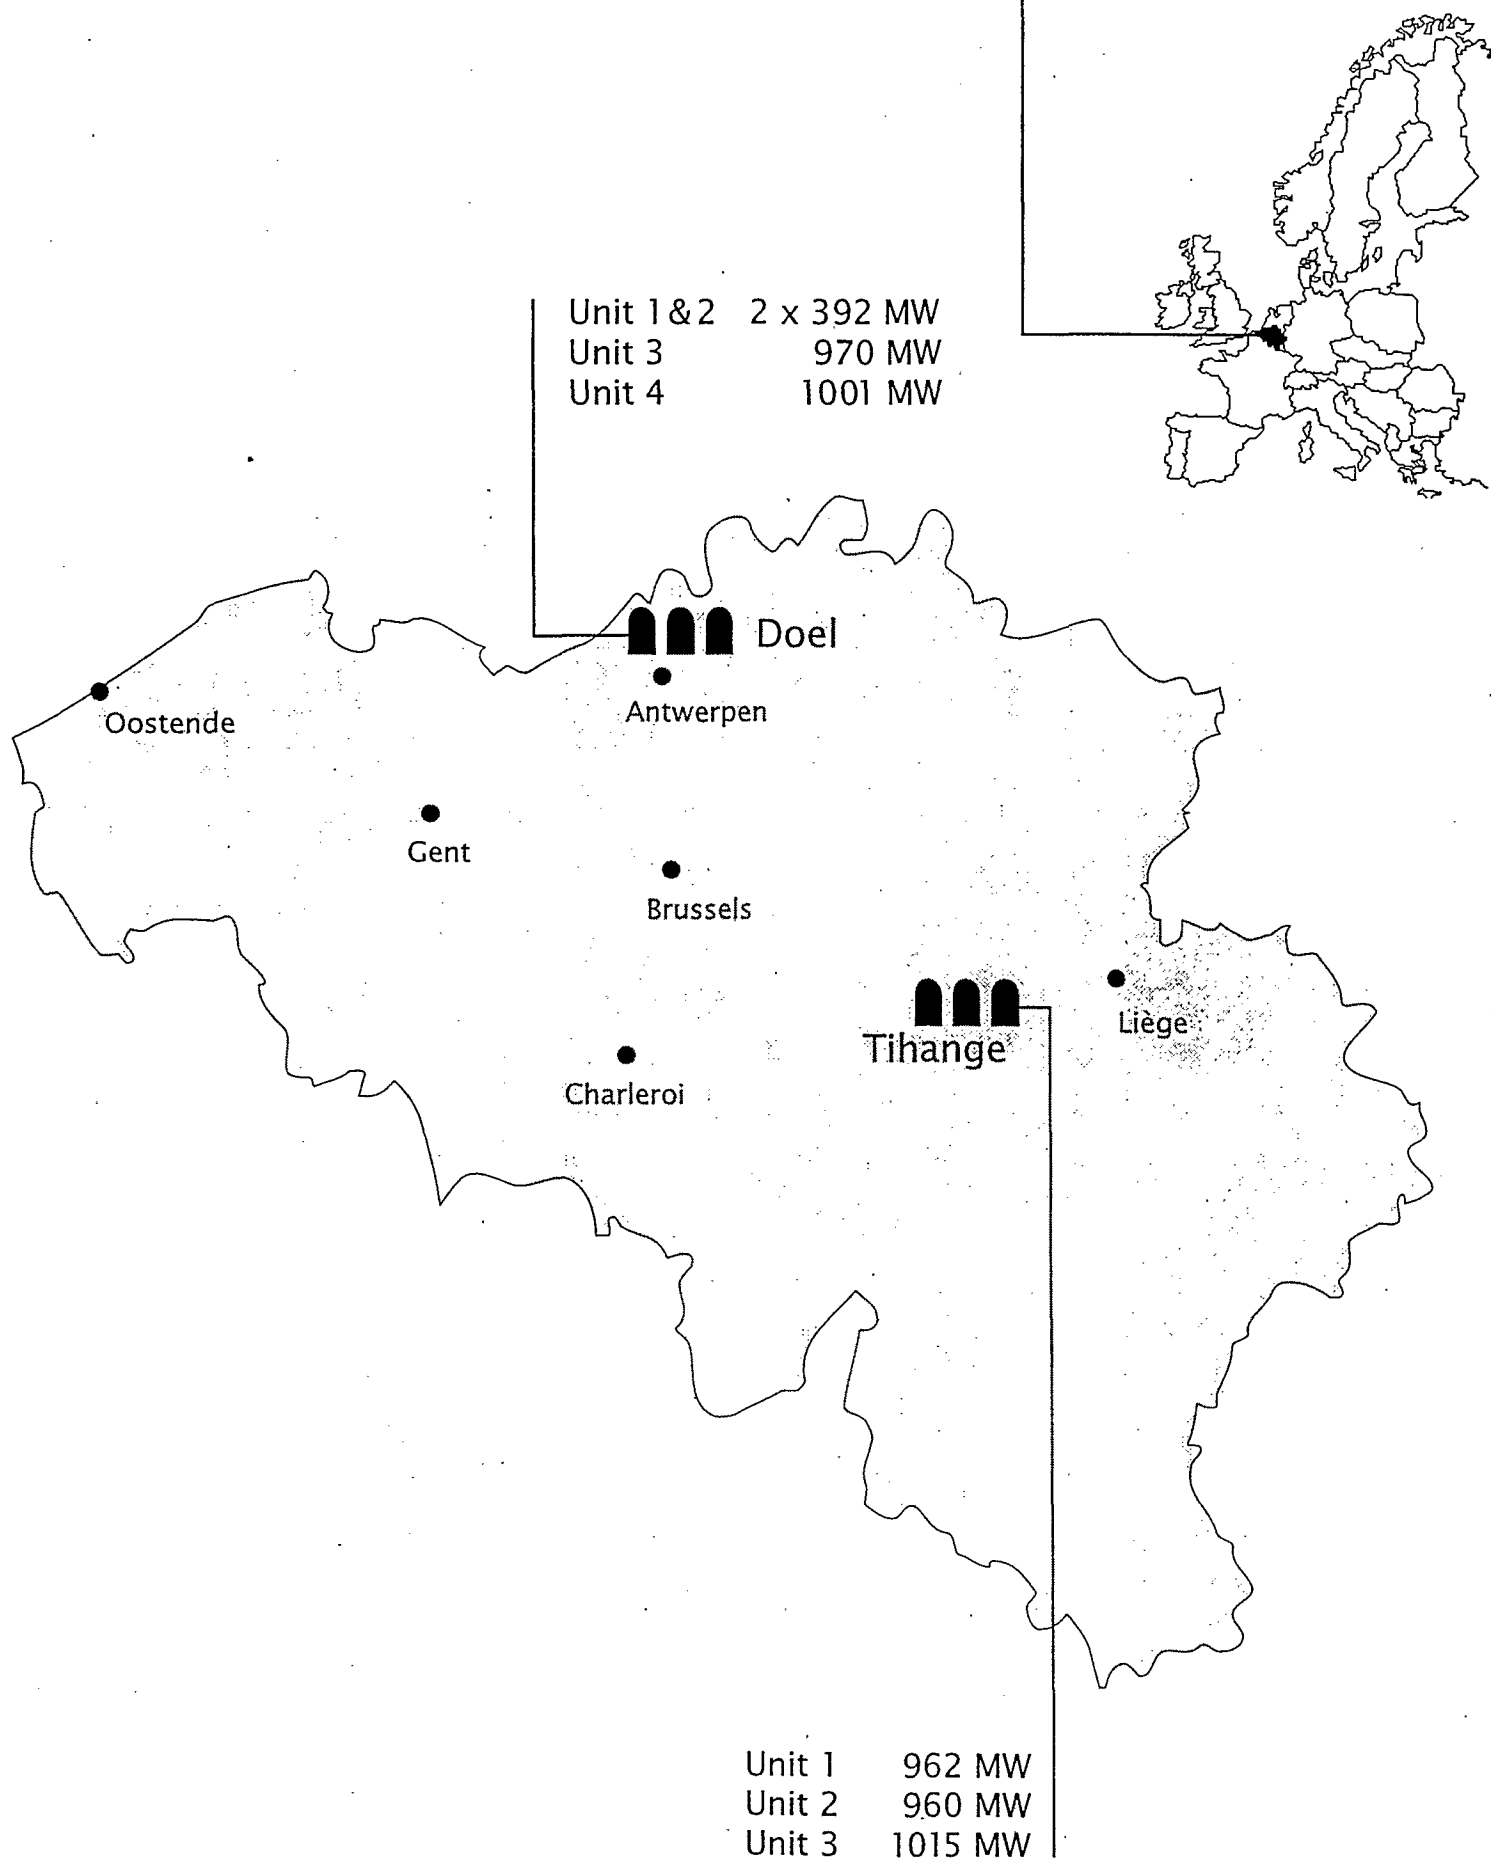 Unit 1&2 2 x 392 MW
Unit 3 970 MW
Unit 4 1001 MW
Doel
Antwerpen
Oostende
Gent
Brussels
Liège
Tihange
Charleroi
Unit 1 962 MW
Unit 2 960 MW
Unit 3 1015 MW